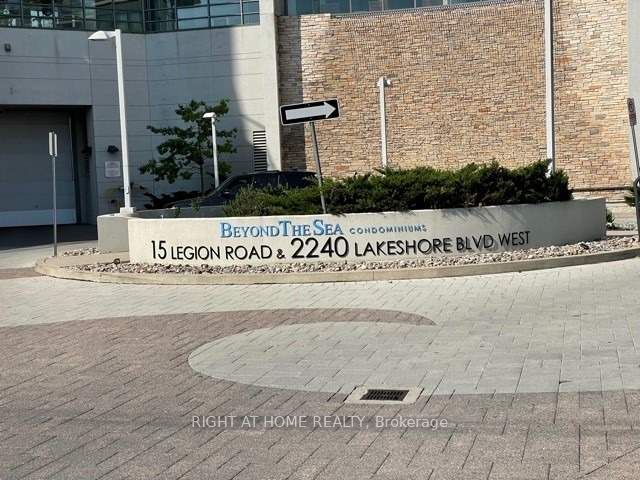 BEYOND THE SEA CONDOMINIUMS
15 LEGION ROAD & 2240 LAKESHORE BLVD WEST
RIGHT AT HOME REALTY, Brokerage